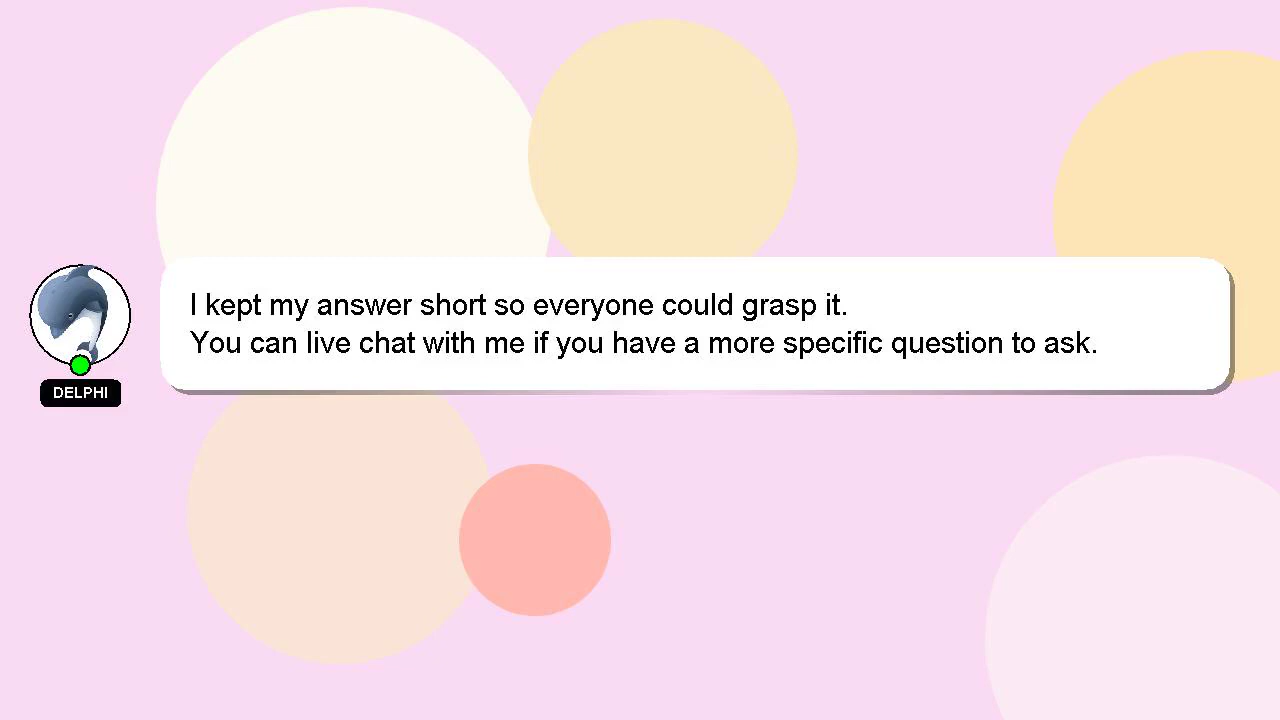 I kept my answer short so everyone could grasp it.
You can live chat with me if you have a more specific question to ask.
DELPHI